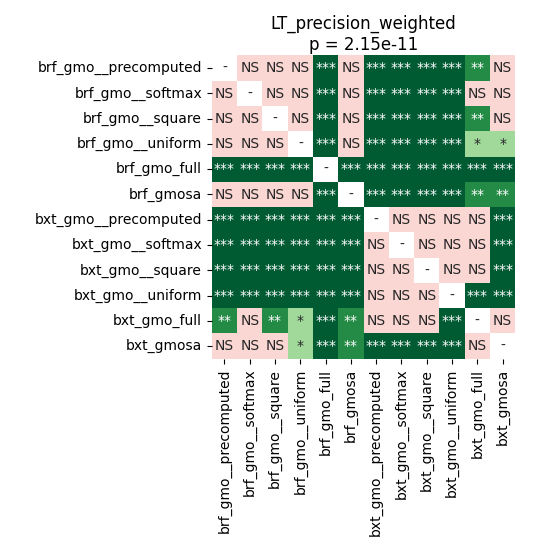 LT_precision_weighted
p = 2.15e-11
brf_gmo__precomputed - NS NS NS *** NS *** *** *** *** ** NS
brf_gmo__softmax NS - NS NS *** NS *** *** *** *** NS NS
brf_gmo__square NS NS - NS *** NS *** *** *** *** ** NS
brf_gmo__uniform NS NS NS - *** NS *** *** *** *** * *
brf_gmo_full *** *** *** *** - *** *** *** *** *** *** ***
brf_gmosa NS NS NS NS *** - *** *** *** *** ** **
bxt_gmo__precomputed *** *** *** *** *** *** - NS NS NS NS ***
bxt_gmo__softmax *** *** *** *** *** *** NS - NS NS NS ***
bxt_gmo__square *** *** *** *** *** *** NS NS - NS NS ***
bxt_gmo__uniform *** *** *** *** *** *** NS NS NS - *** ***
bxt_gmo_full ** NS ** * *** ** NS NS NS *** - NS
bxt_gmosa NS NS NS * *** ** *** *** *** *** NS -
brf_gmo__precomputed
brf_gmo__softmax
brf_gmo__square
brf_gmo__uniform
brf_gmo_full
brf_gmosa
bxt_gmo__precomputed
bxt_gmo__softmax
bxt_gmo__square
bxt_gmo__uniform
bxt_gmo_full
bxt_gmosa